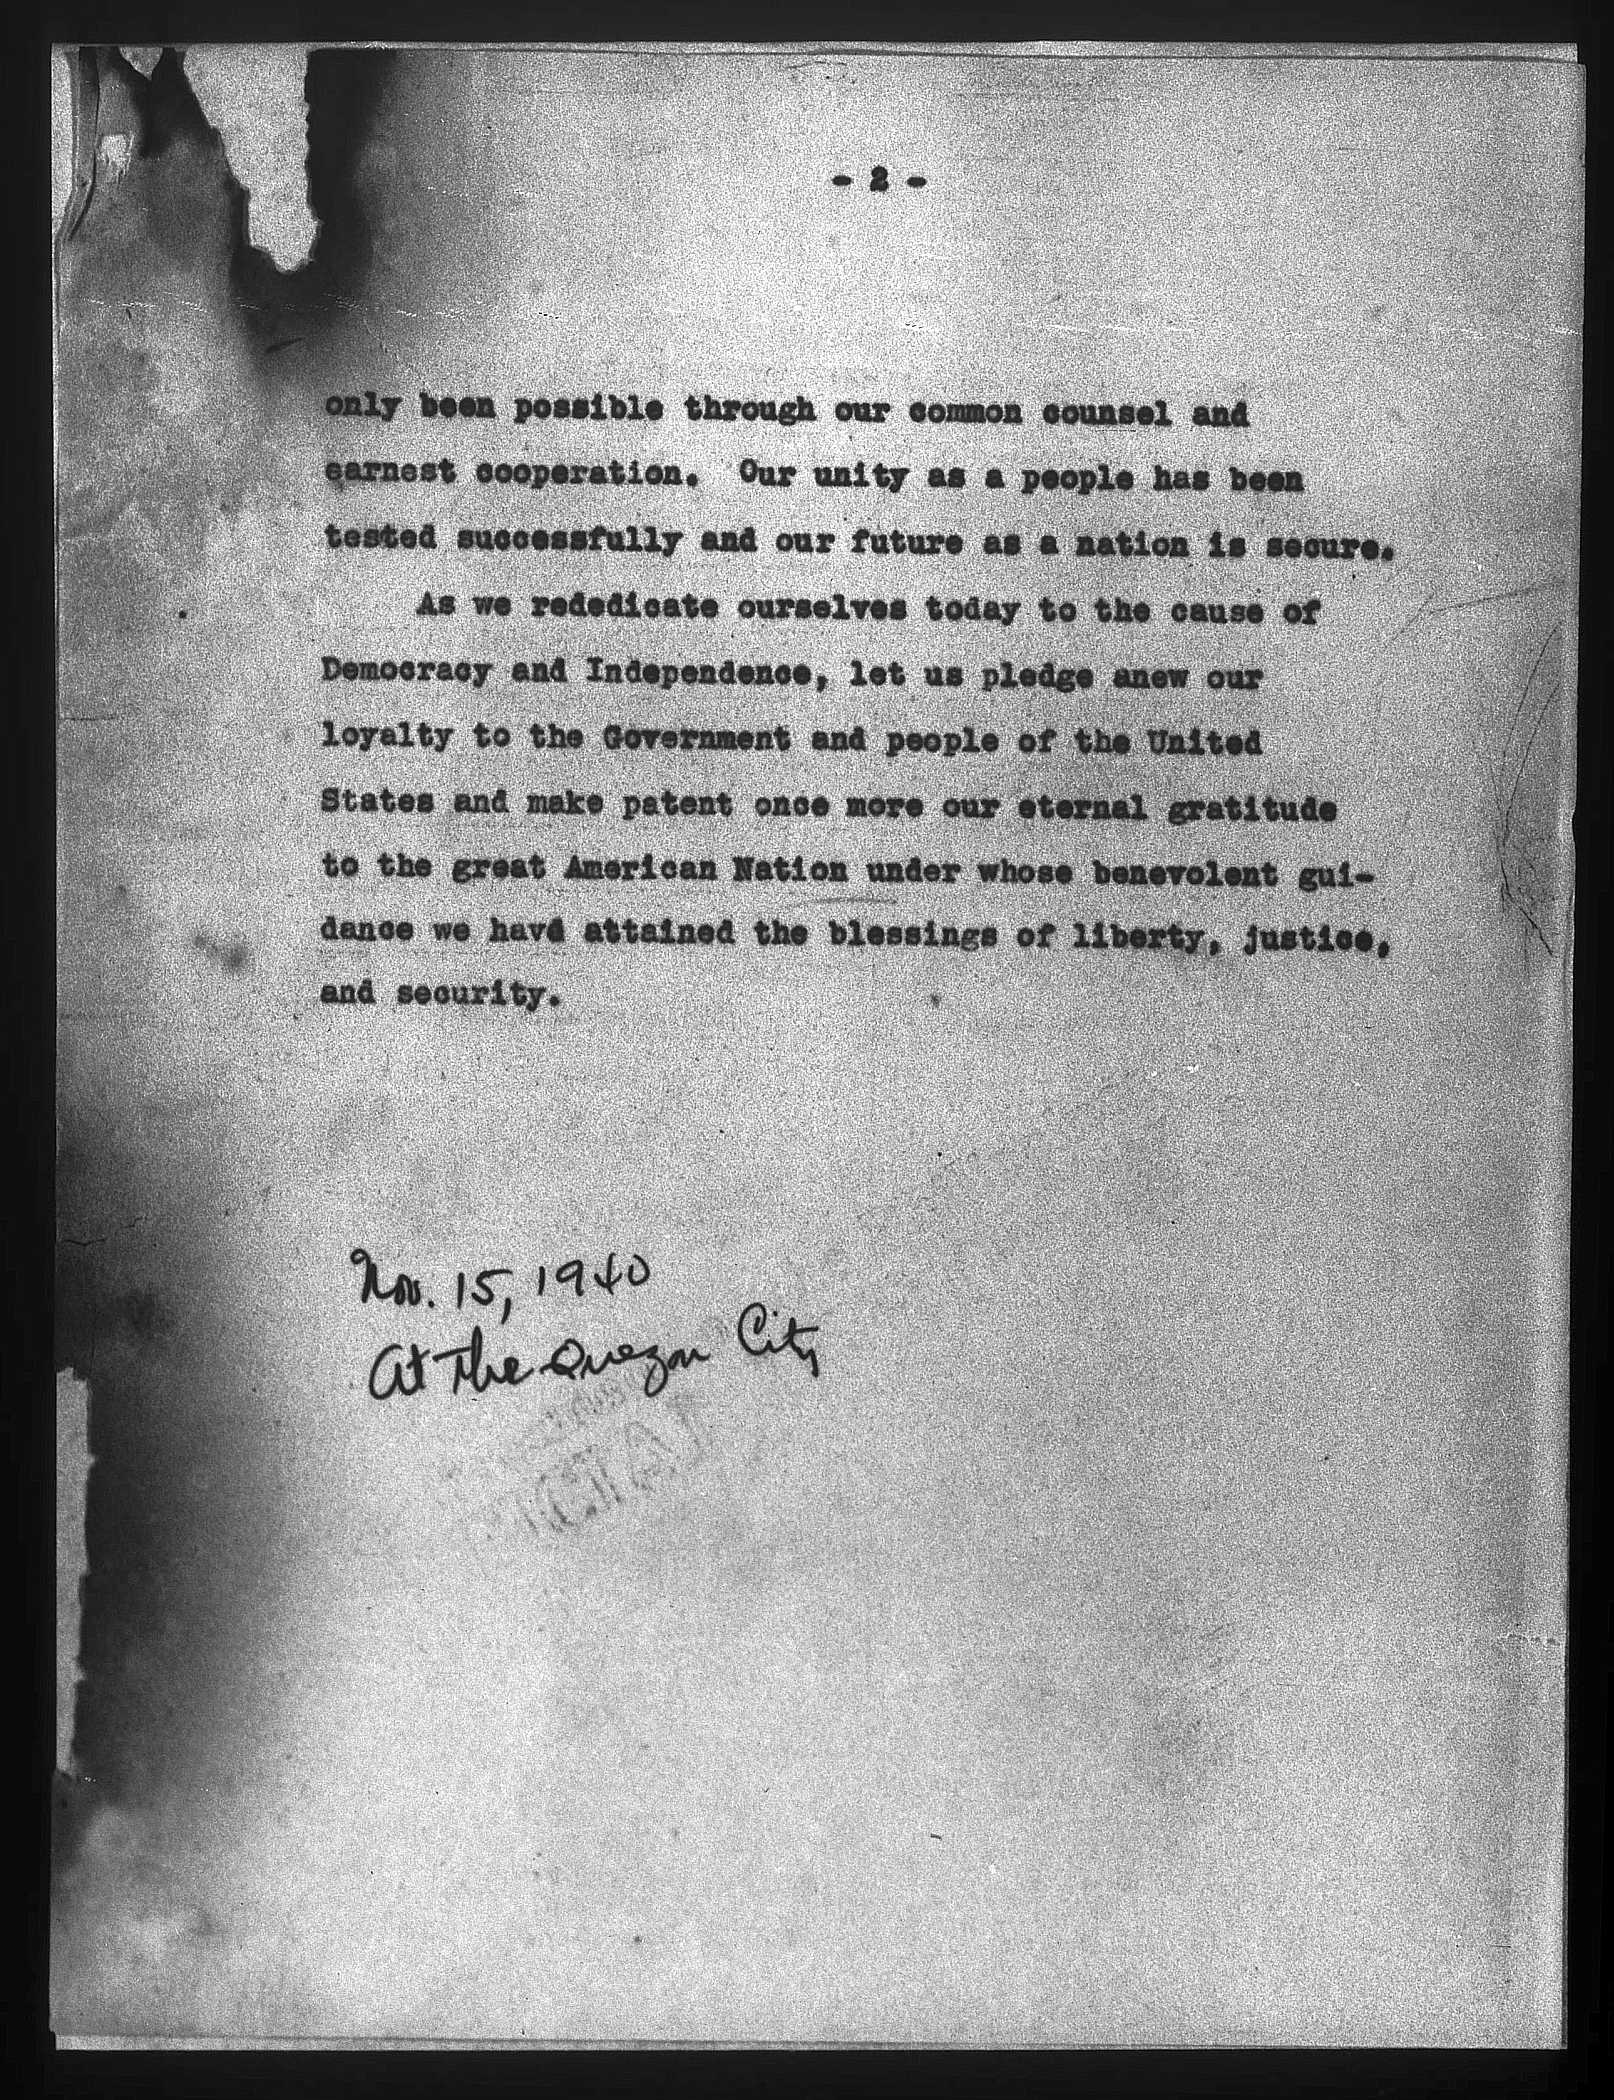 - 2 -
only been possible through our common counsel and
earnest cooperation. Our unity as a people has been
tested successfully and our future as a nation is secure.
As we rededicate ourselves today to the cause of
Democracy and Independence, let us pledge anew our
loyalty to the Government and people of the United
States and make patent once more our eternal gratitude
to the great American Nation under whose benevolent gui-
dance we have attained the blessings of liberty, justice,
and security.
Nov. 15, 1940
At the Quezon City